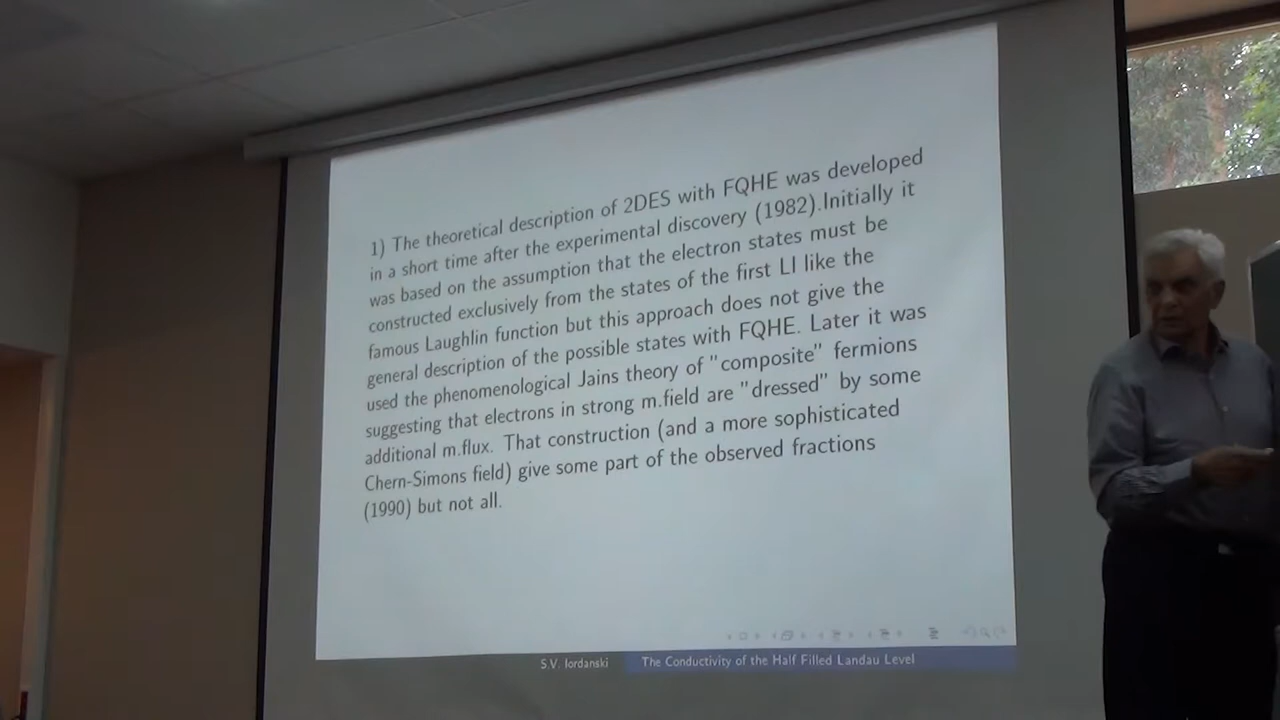 1) The theoretical description of 2DES with FQHE was developed
in a short time after the experimental discovery (1982).Initially it
was based on the assumption that the electron states must be
constructed exclusively from the states of the first Ll like the
famous Laughlin function but this approach does not give the
general description of the possible states with FQHE. Later it was
used the phenomenological Jains theory of "composite" fermions
suggesting that electrons in strong m.field are "dressed" by some
additional m.flux. That construction (and a more sophisticated
Chern-Simons field) give some part of the observed fractions
(1990) but not all.
S.V. Iordanski
The Conductivity of the Half Filled Landau Level